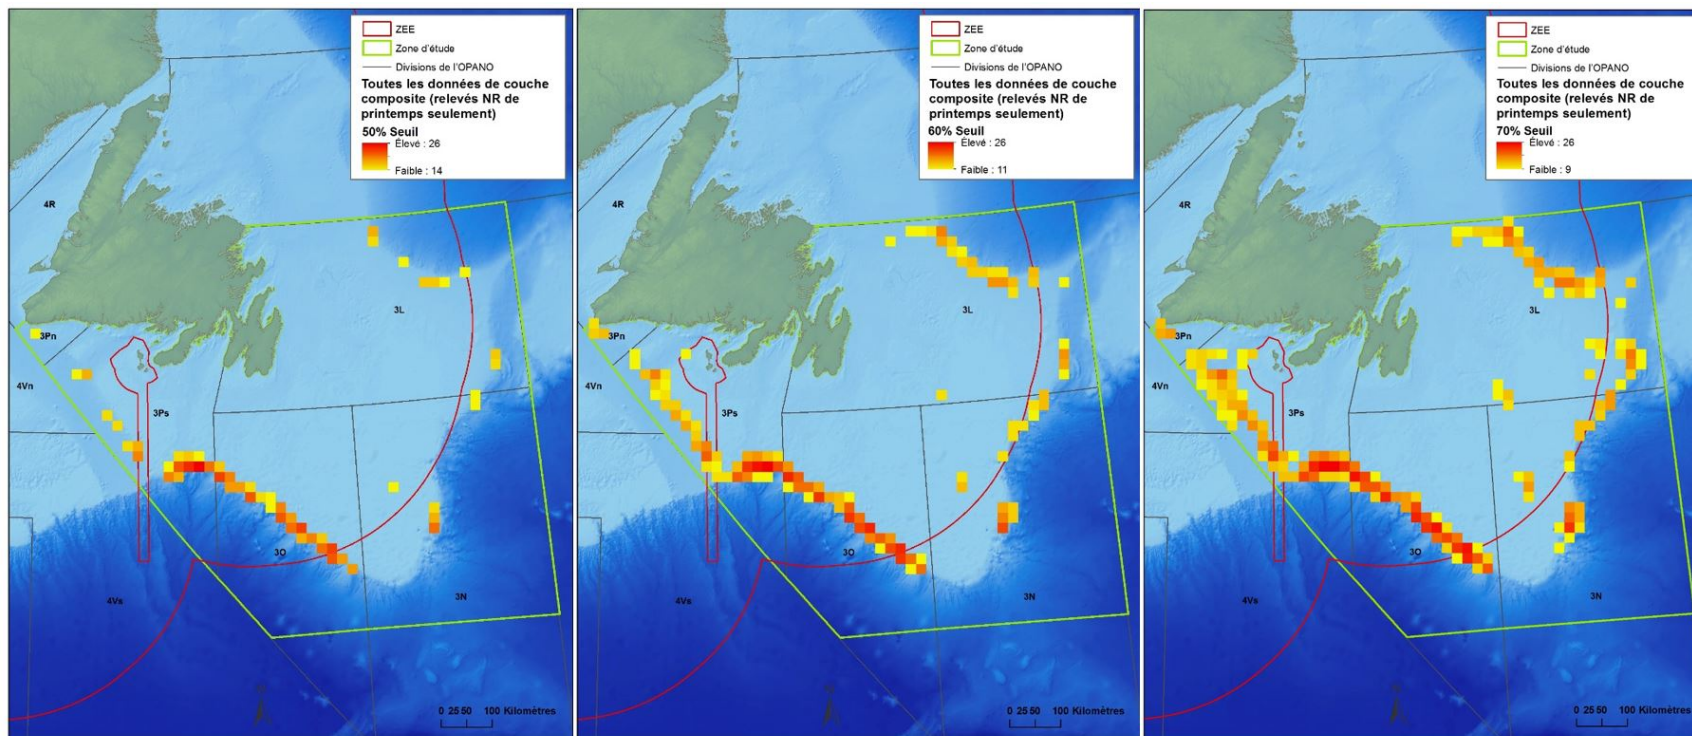 ZEE
Zone d'étude
Divisions de l'OPANO
Toutes les données de couche
composite (relevés NR de
printemps seulement)
50% Seuil
Élevé : 26
Faible : 14
4R
3L
3Pn
4Vn
3Ps
3O
3N
4Vs
0 25 50 100 Kilomètres
ZEE
Zone d'étude
Divisions de l'OPANO
Toutes les données de couche
composite (relevés NR de
printemps seulement)
60% Seuil
Élevé : 26
Faible : 11
4R
3L
3Pn
4Vn
3Ps
3O
3N
4Vs
0 25 50 100 Kilomètres
ZEE
Zone d'étude
Divisions de l'OPANO
Toutes les données de couche
composite (relevés NR de
printemps seulement)
70% Seuil
Élevé : 26
Faible : 9
4R
3L
3Pn
4Vn
3Ps
3O
3N
4Vs
0 25 50 100 Kilomètres